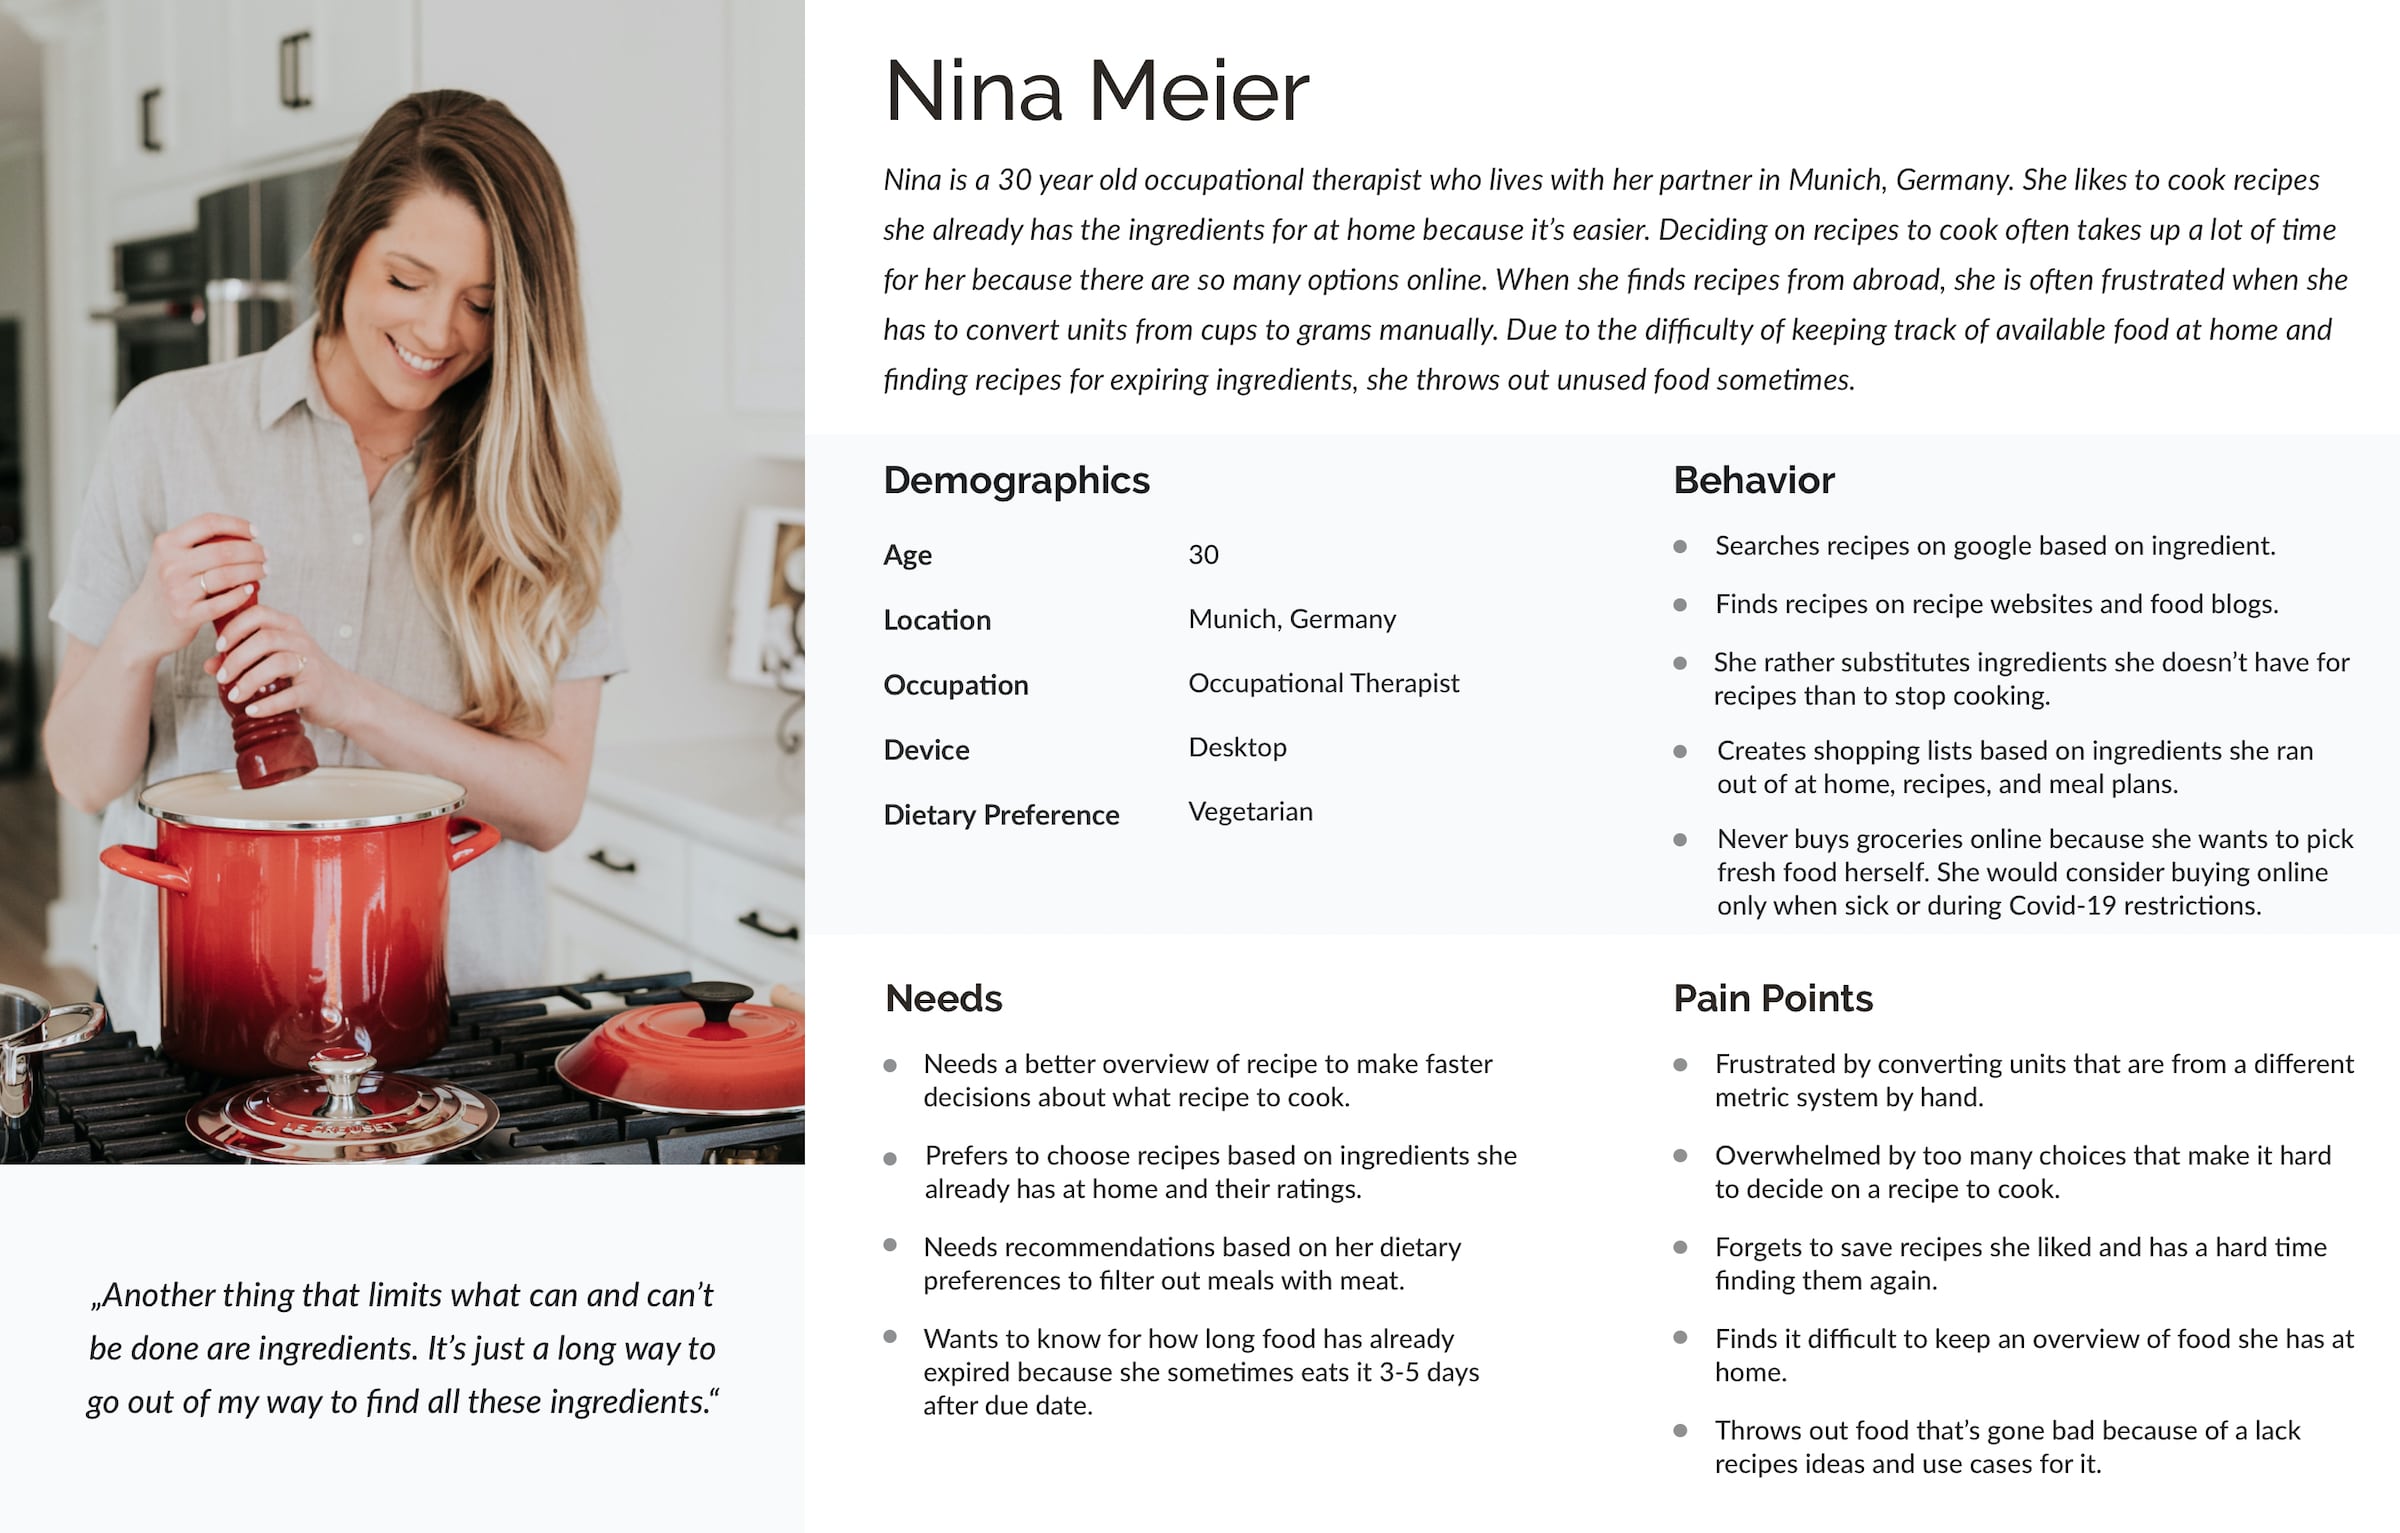 Nina Meier
Nina is a 30 year old occupational therapist who lives with her partner in Munich, Germany. She likes to cook recipes
she already has the ingredients for at home because it’s easier. Deciding on recipes to cook often takes up a lot of time
for her because there are so many options online. When she finds recipes from abroad, she is often frustrated when she
has to convert units from cups to grams manually. Due to the difficulty of keeping track of available food at home and
finding recipes for expiring ingredients, she throws out unused food sometimes.
Demographics
Age 30
Location Munich, Germany
Occupation Occupational Therapist
Device Desktop
Dietary Preference Vegetarian
Behavior
Searches recipes on google based on ingredient.
Finds recipes on recipe websites and food blogs.
She rather substitutes ingredients she doesn’t have for
recipes than to stop cooking.
Creates shopping lists based on ingredients she ran
out of at home, recipes, and meal plans.
Never buys groceries online because she wants to pick
fresh food herself. She would consider buying online
only when sick or during Covid-19 restrictions.
Needs
Needs a better overview of recipe to make faster
decisions about what recipe to cook.
Prefers to choose recipes based on ingredients she
already has at home and their ratings.
Needs recommendations based on her dietary
preferences to filter out meals with meat.
Wants to know for how long food has already
expired because she sometimes eats it 3-5 days
after due date.
Pain Points
Frustrated by converting units that are from a different
metric system by hand.
Overwhelmed by too many choices that make it hard
to decide on a recipe to cook.
Forgets to save recipes she liked and has a hard time
finding them again.
Finds it difficult to keep an overview of food she has at
home.
Throws out food that’s gone bad because of a lack
recipes ideas and use cases for it.
LE CREUSET
„Another thing that limits what can and can’t
be done are ingredients. It’s just a long way to
go out of my way to find all these ingredients.“